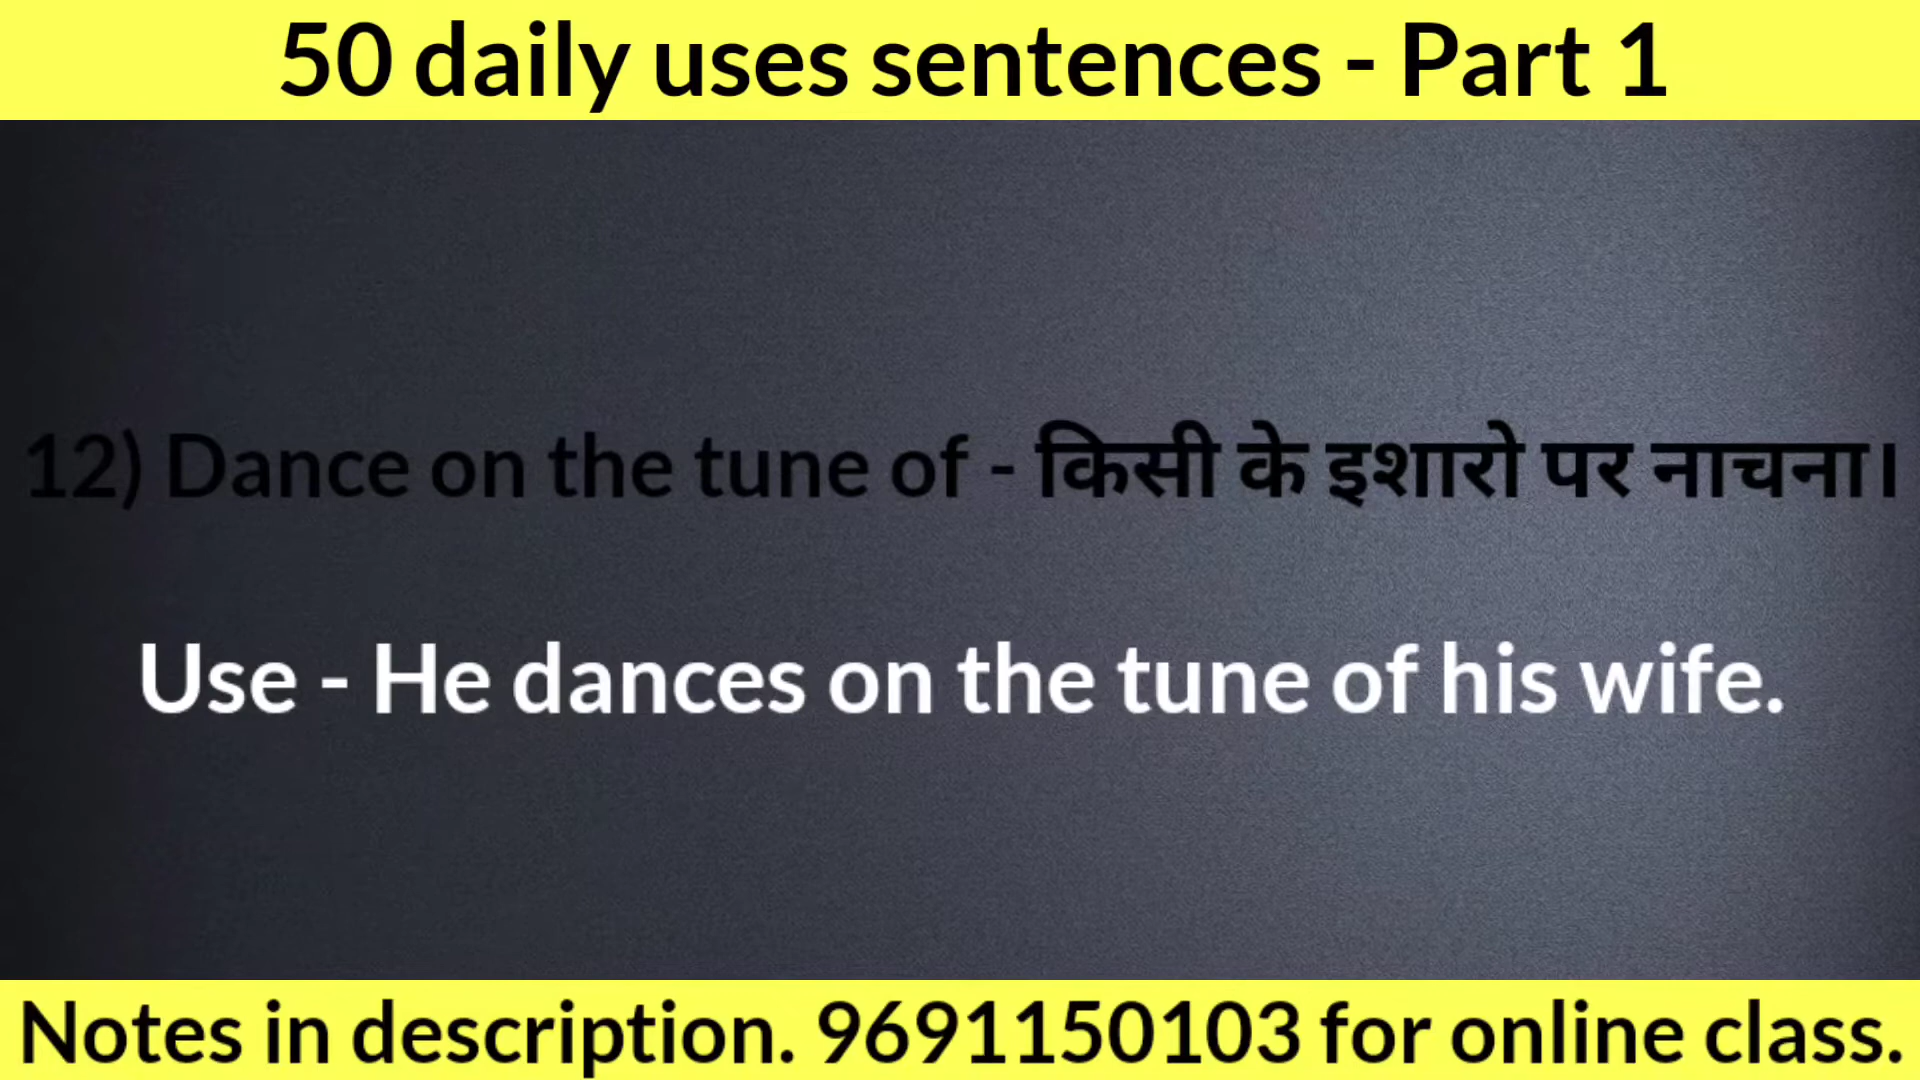 50 daily uses sentences - Part 1
12) Dance on the tune of - किसी के इशारो पर नाचना।
Use - He dances on the tune of his wife.
Notes in description. 9691150103 for online class.